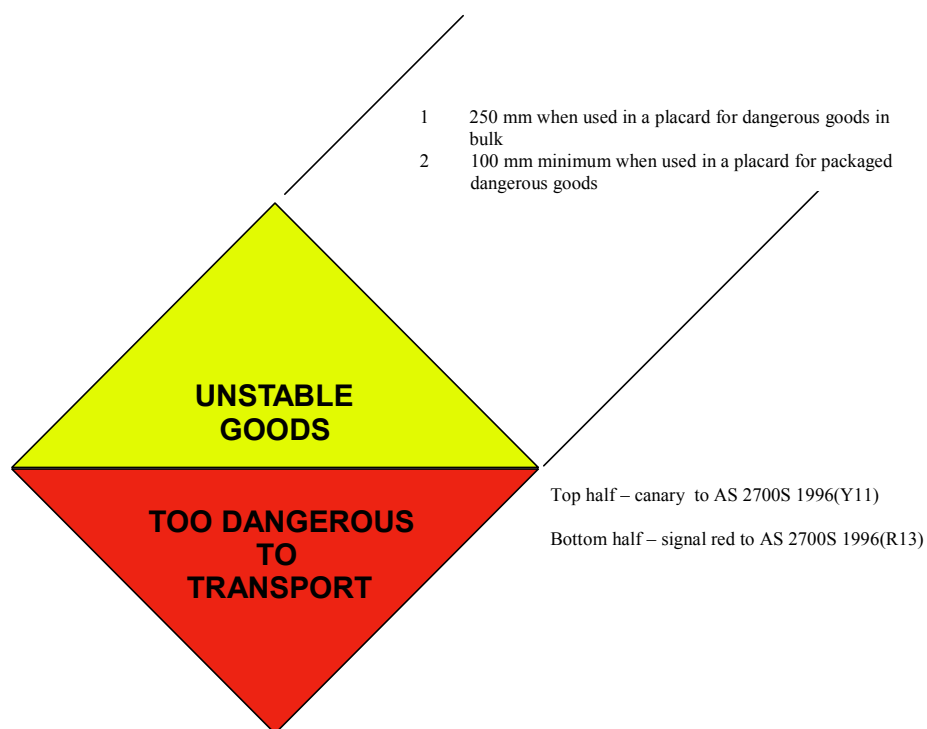 1 250 mm when used in a placard for dangerous goods in
bulk
2 100 mm minimum when used in a placard for packaged
dangerous goods
UNSTABLE
GOODS
TOO DANGEROUS
TO
TRANSPORT
Top half – canary to AS 2700S 1996(Y11)
Bottom half – signal red to AS 2700S 1996(R13)